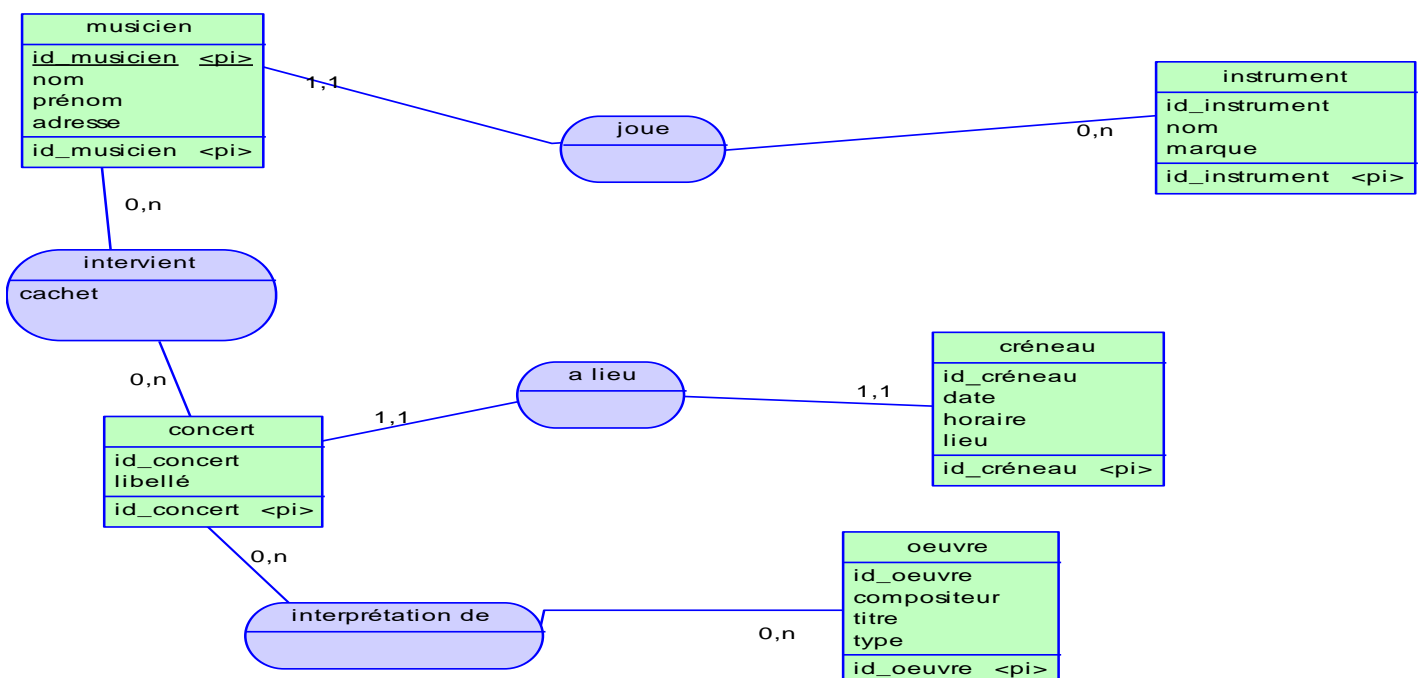 musicien
id_musicien <pi>
nom
prénom
adresse
id_musicien <pi>
1,1
joue
0,n
instrument
id_instrument
nom
marque
id_instrument <pi>
0,n
intervient
cachet
0,n
concert
id_concert
libellé
id_concert <pi>
1,1
a lieu
1,1
créneau
id_créneau
date
horaire
lieu
id_créneau <pi>
0,n
interprétation de
0,n
oeuvre
id_oeuvre
compositeur
titre
type
id_oeuvre <pi>